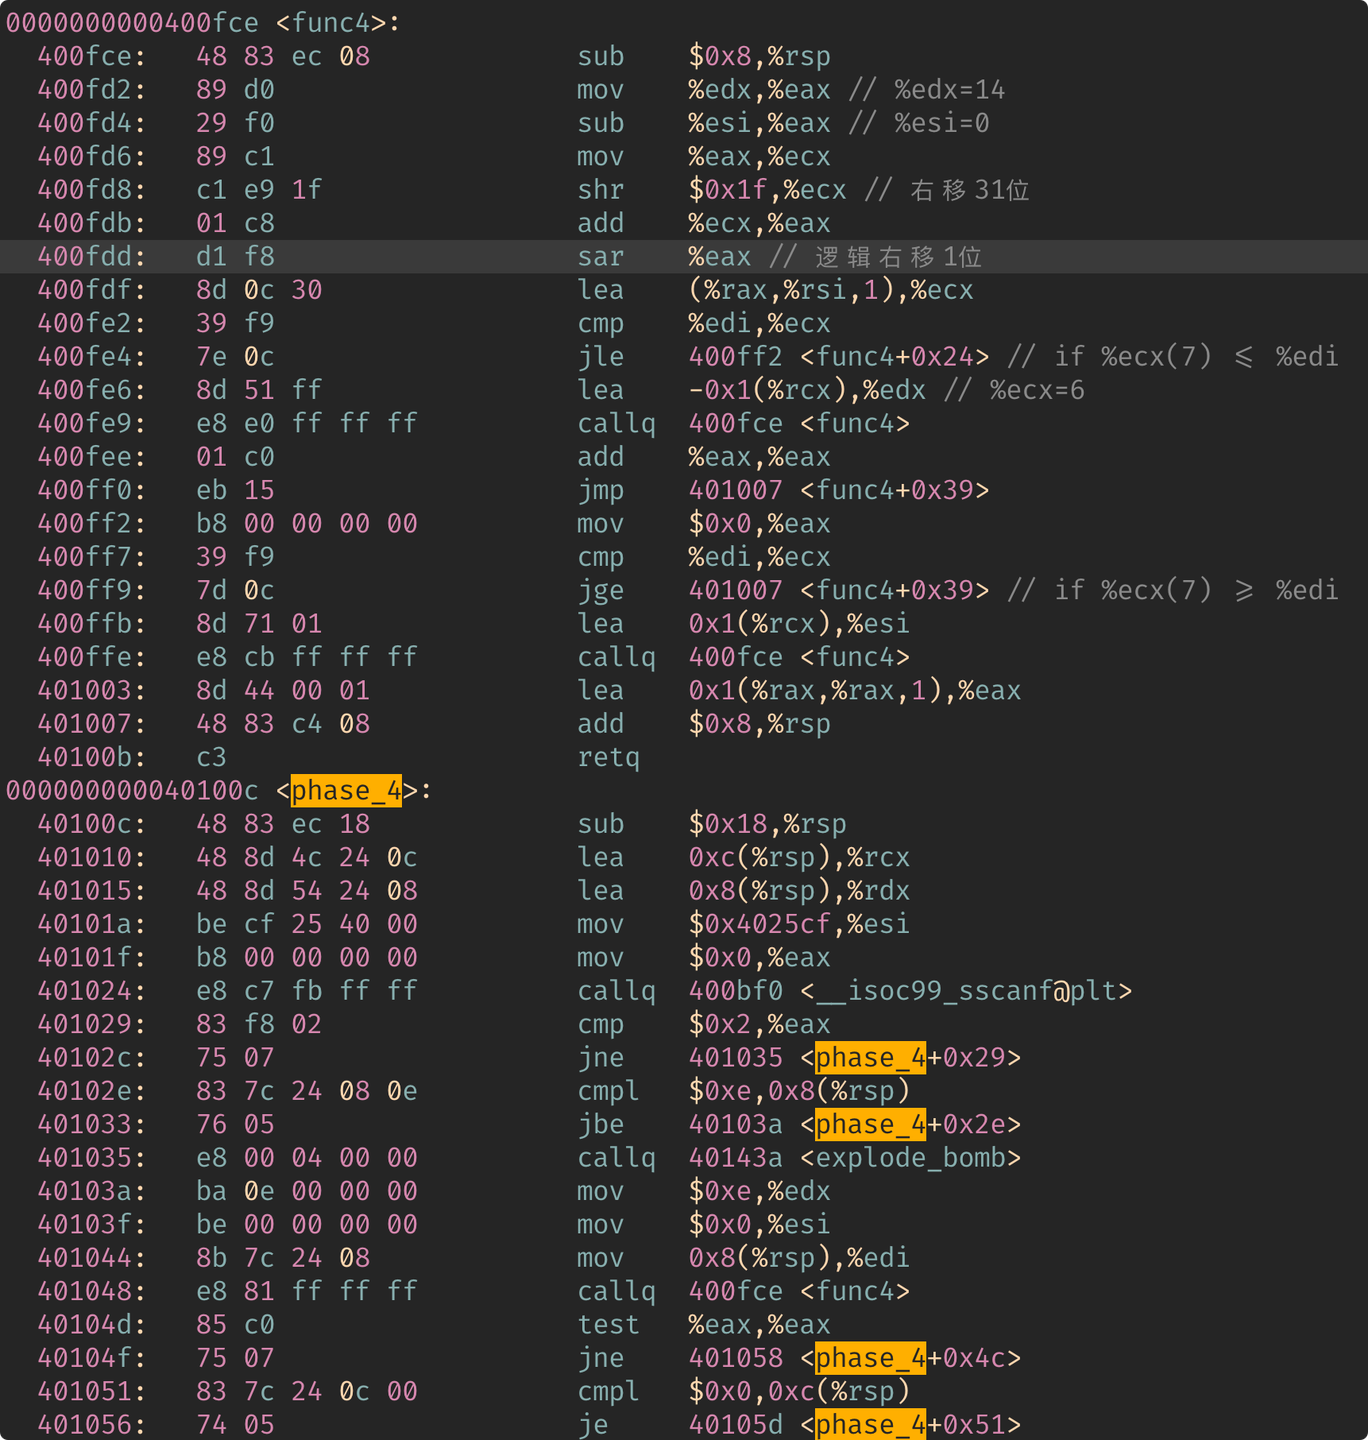 0000000000400fce <func4>:
400fce: 48 83 ec 08 sub $0x8,%rsp
400fd2: 89 d0 mov %edx,%eax // %edx=14
400fd4: 29 f0 sub %esi,%eax // %esi=0
400fd6: 89 c1 mov %eax,%ecx
400fd8: c1 e9 1f shr $0x1f,%ecx // 右移31位
400fdb: 01 c8 add %ecx,%eax
400fdd: d1 f8 sar %eax // 逻辑右移1位
400fdf: 8d 0c 30 lea (%rax,%rsi,1),%ecx
400fe2: 39 f9 cmp %edi,%ecx
400fe4: 7e 0c jle 400ff2 <func4+0x24> // if %ecx(7) ⩽ %edi
400fe6: 8d 51 ff lea -0x1(%rcx),%edx // %ecx=6
400fe9: e8 e0 ff ff ff callq 400fce <func4>
400fee: 01 c0 add %eax,%eax
400ff0: eb 15 jmp 401007 <func4+0x39>
400ff2: b8 00 00 00 00 mov $0x0,%eax
400ff7: 39 f9 cmp %edi,%ecx
400ff9: 7d 0c jge 401007 <func4+0x39> // if %ecx(7) ⩾ %edi
400ffb: 8d 71 01 lea 0x1(%rcx),%esi
400ffe: e8 cb ff ff ff callq 400fce <func4>
401003: 8d 44 00 01 lea 0x1(%rax,%rax,1),%eax
401007: 48 83 c4 08 add $0x8,%rsp
40100b: c3 retq
000000000040100c <phase_4>:
40100c: 48 83 ec 18 sub $0x18,%rsp
401010: 48 8d 4c 24 0c lea 0xc(%rsp),%rcx
401015: 48 8d 54 24 08 lea 0x8(%rsp),%rdx
40101a: be cf 25 40 00 mov $0x4025cf,%esi
40101f: b8 00 00 00 00 mov $0x0,%eax
401024: e8 c7 fb ff ff callq 400bf0 <__isoc99_sscanf@plt>
401029: 83 f8 02 cmp $0x2,%eax
40102c: 75 07 jne 401035 <phase_4+0x29>
40102e: 83 7c 24 08 0e cmpl $0xe,0x8(%rsp)
401033: 76 05 jbe 40103a <phase_4+0x2e>
401035: e8 00 04 00 00 callq 40143a <explode_bomb>
40103a: ba 0e 00 00 00 mov $0xe,%edx
40103f: be 00 00 00 00 mov $0x0,%esi
401044: 8b 7c 24 08 mov 0x8(%rsp),%edi
401048: e8 81 ff ff ff callq 400fce <func4>
40104d: 85 c0 test %eax,%eax
40104f: 75 07 jne 401058 <phase_4+0x4c>
401051: 83 7c 24 0c 00 cmpl $0x0,0xc(%rsp)
401056: 74 05 je 40105d <phase_4+0x51>